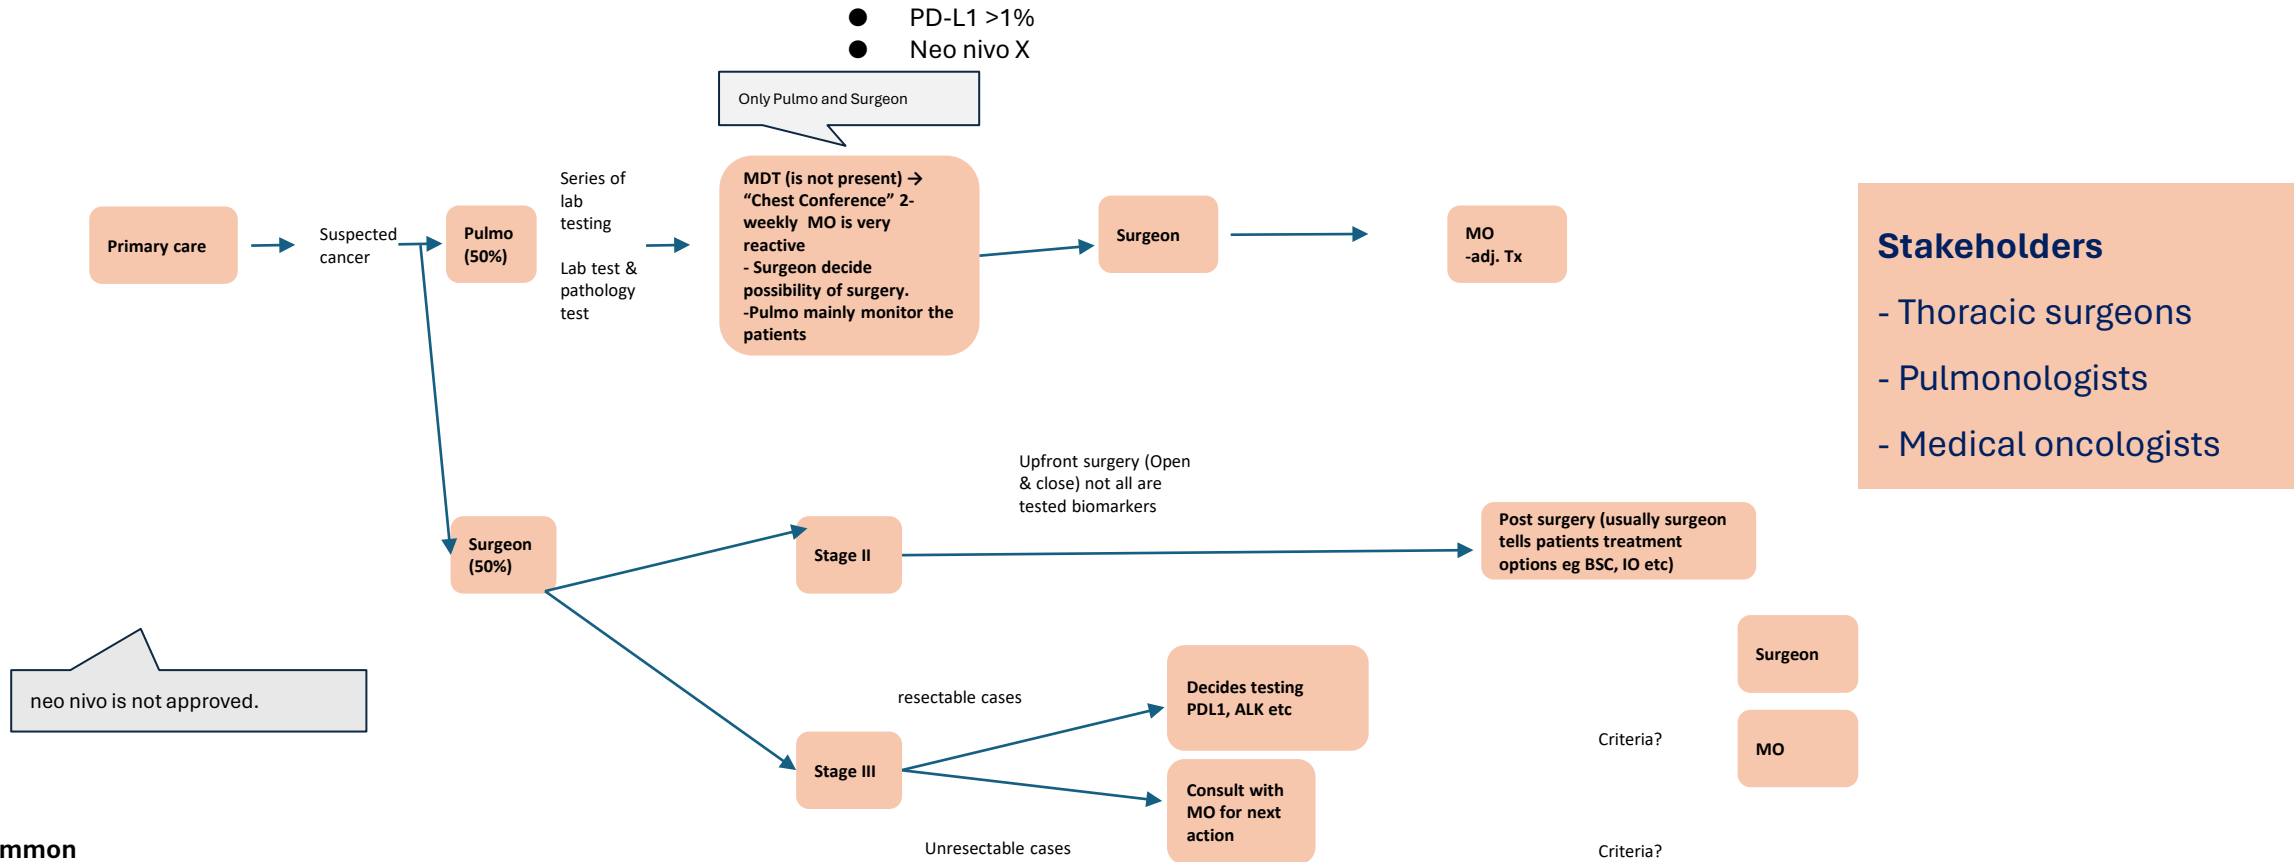 ● PD-L1 >1%
● Neo nivo X
Only Pulmo and Surgeon
Primary care
Suspected
cancer
Pulmo
(50%)
Series of
lab
testing
Lab test &
pathology
test
MDT (is not present) →
“Chest Conference” 2-
weekly  MO is very
reactive
- Surgeon decide
possibility of surgery.
-Pulmo mainly monitor the
patients
Surgeon
MO
-adj. Tx
Stakeholders
- Thoracic surgeons
- Pulmonologists
- Medical oncologists
Surgeon
(50%)
Stage II
Upfront surgery (Open
& close) not all are
tested biomarkers
Post surgery (usually surgeon
tells patients treatment
options eg BSC, IO etc)
neo nivo is not approved.
Stage III
resectable cases
Decides testing
PDL1, ALK etc
Unresectable cases
Consult with
MO for next
action
Criteria?
Surgeon
MO
Criteria?
mmon